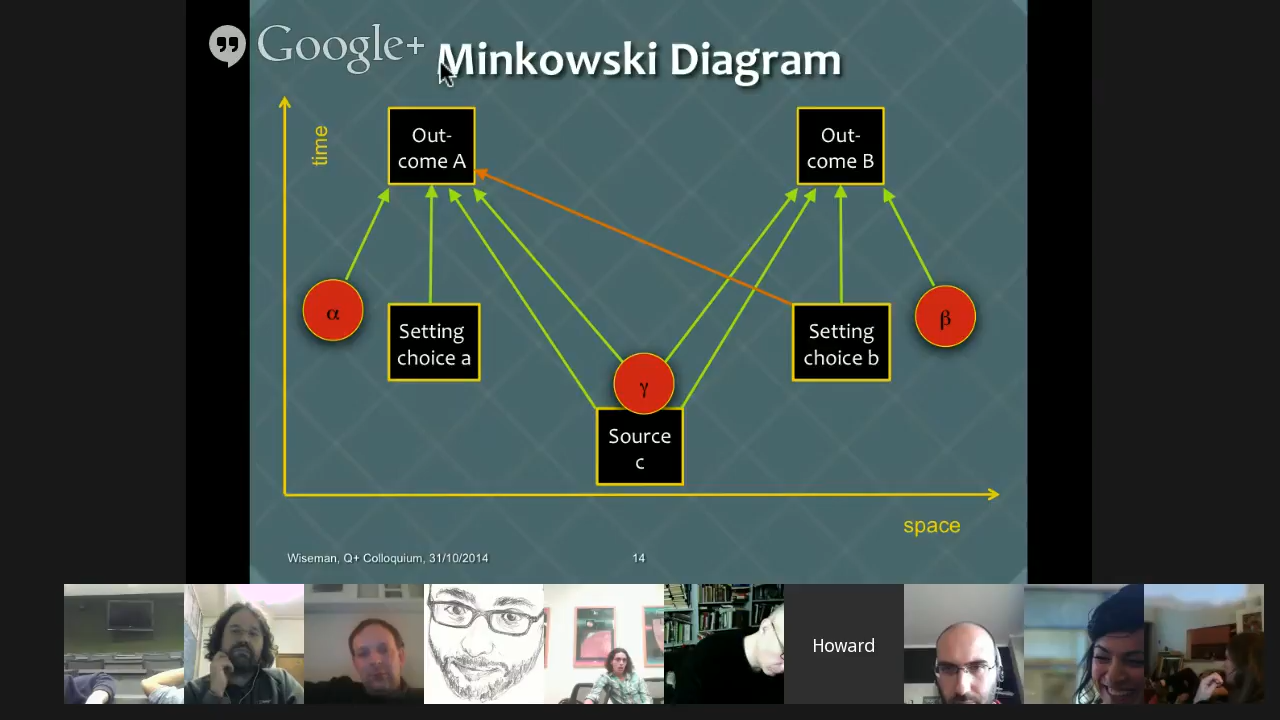 Google+
Minkowski Diagram
time
Out-
come A
Out-
come B
α
Setting
choice a
γ
Setting
choice b
β
Source
c
space
Wiseman, Q+ Colloquium, 31/10/2014
14
Howard